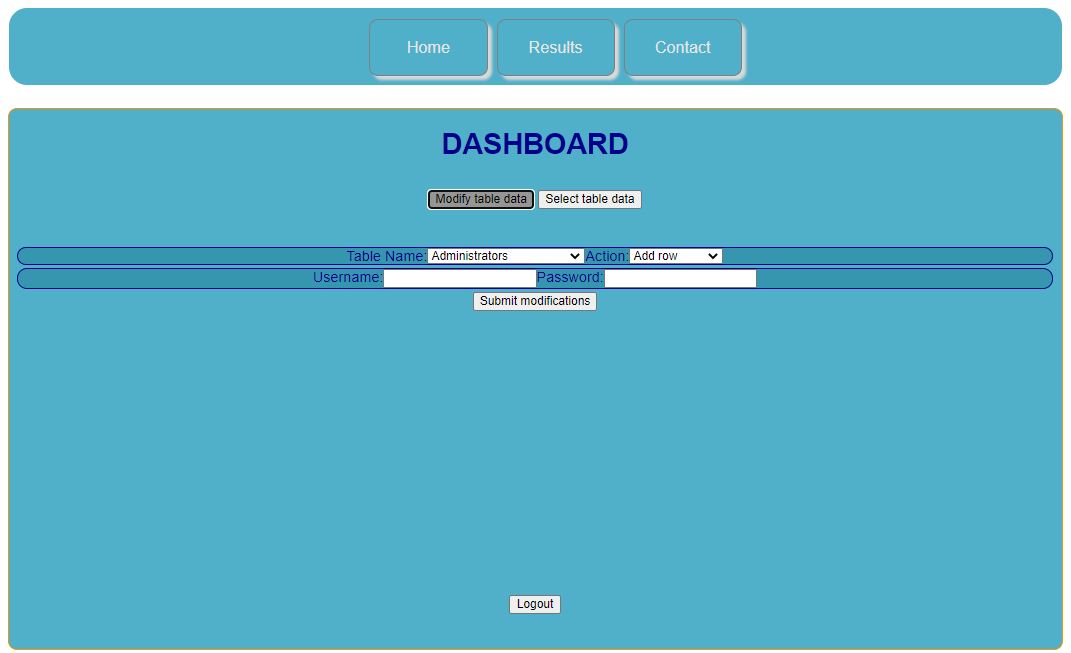 Home Results Contact
DASHBOARD
Modify table data Select table data
Table Name: Administrators Action: Add row
Username: Password:
Submit modifications
Logout